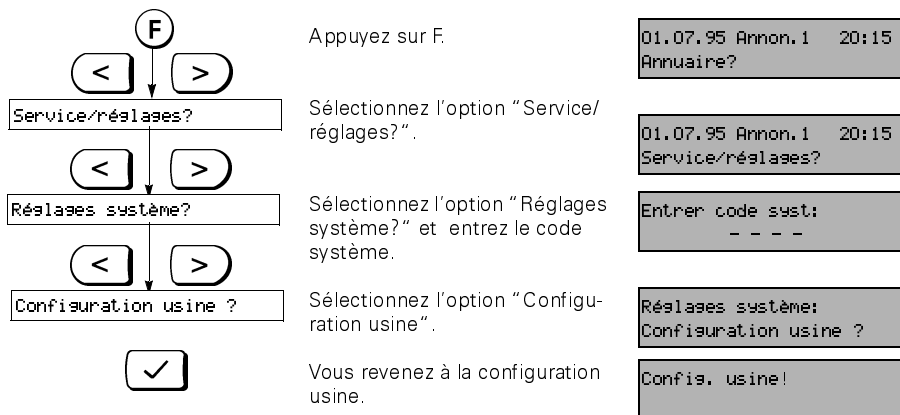 F
Appuyez sur F.
01.07.95 Annon.1 20:15
Annuaire?
< >
Service/réglages?
Sélectionnez l'option “Service/
réglages?“.
01.07.95 Annon.1 20:15
Service/réglages?
< >
Réglages système?
Sélectionnez l'option “Réglages
système?“ et entrez le code
système.
Entrer code syst:
– – – –
< >
Configuration usine ?
Sélectionnez l'option “Configu-
ration usine“.
Réglages système:
Configuration usine ?
✓
Vous revenez à la configuration
usine.
Config. usine!